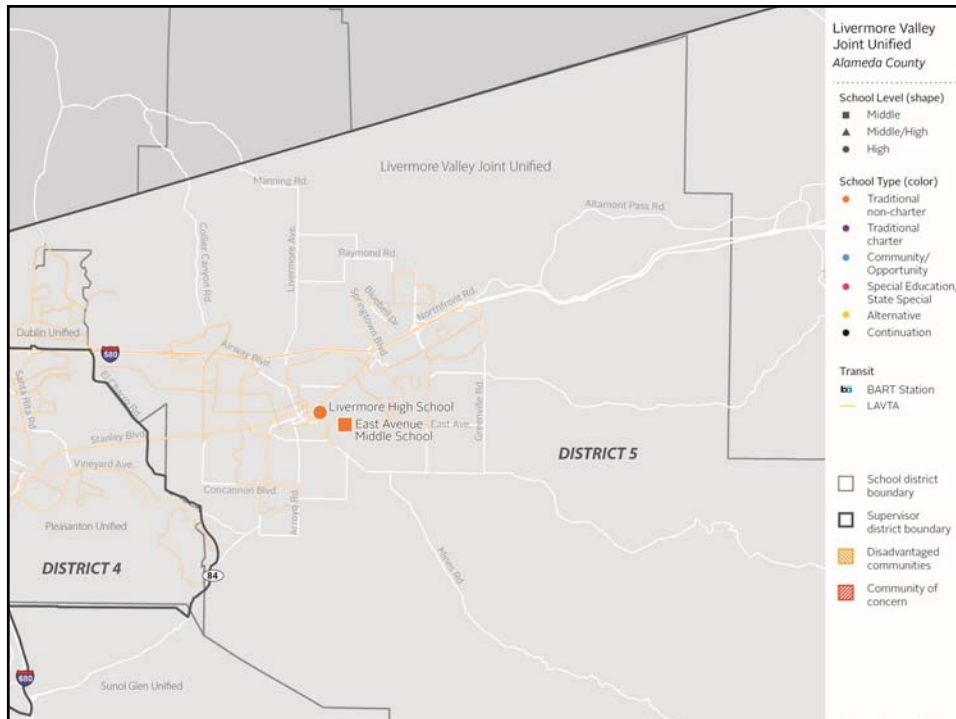 Livermore Valley Joint Unified
Manning Rd.
Altamont Pass Rd.
Collier Canyon Rd.
Livermore Ave.
Raymond Rd.
Bluebell Dr.
Springtown Blvd.
Northfront Rd.
Dublin Unified
580
Airway Blvd.
El Charro Rd.
Santa Rita Rd.
Livermore High School
East Avenue
Middle School
East Ave.
Greenville Rd.
Stanley Blvd.
Vineyard Ave.
DISTRICT 5
Concannon Blvd.
Arroyo Rd.
Pleasanton Unified
DISTRICT 4
84
Mines Rd.
680
Sunol Glen Unified
Livermore Valley
Joint Unified
Alameda County
School Level (shape)
Middle
Middle/High
High
School Type (color)
Traditional
non-charter
Traditional
charter
Community/
Opportunity
Special Education,
State Special
Alternative
Continuation
Transit
ba
BART Station
LAVTA
School district
boundary
Supervisor
district boundary
Disadvantaged
communities
Community of
concern